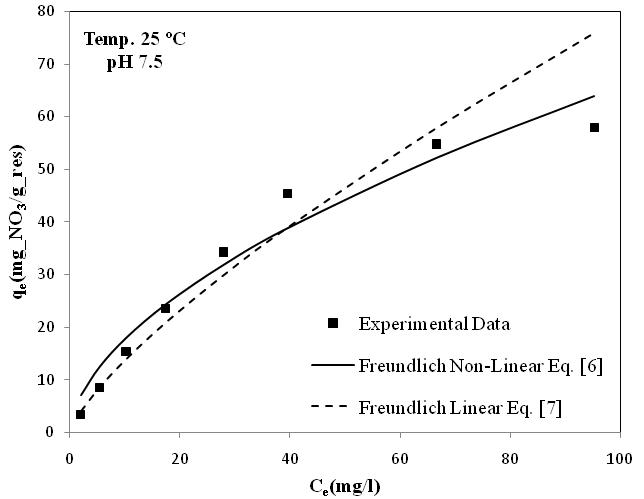 80
70
60
50
40
30
20
10
0
qe(mg_NO3/g_res)
Temp. 25 °C
pH 7.5
Experimental Data
Freundlich Non-Linear Eq. [6]
Freundlich Linear Eq. [7]
0 20 40 60 80 100
Ce(mg/l)